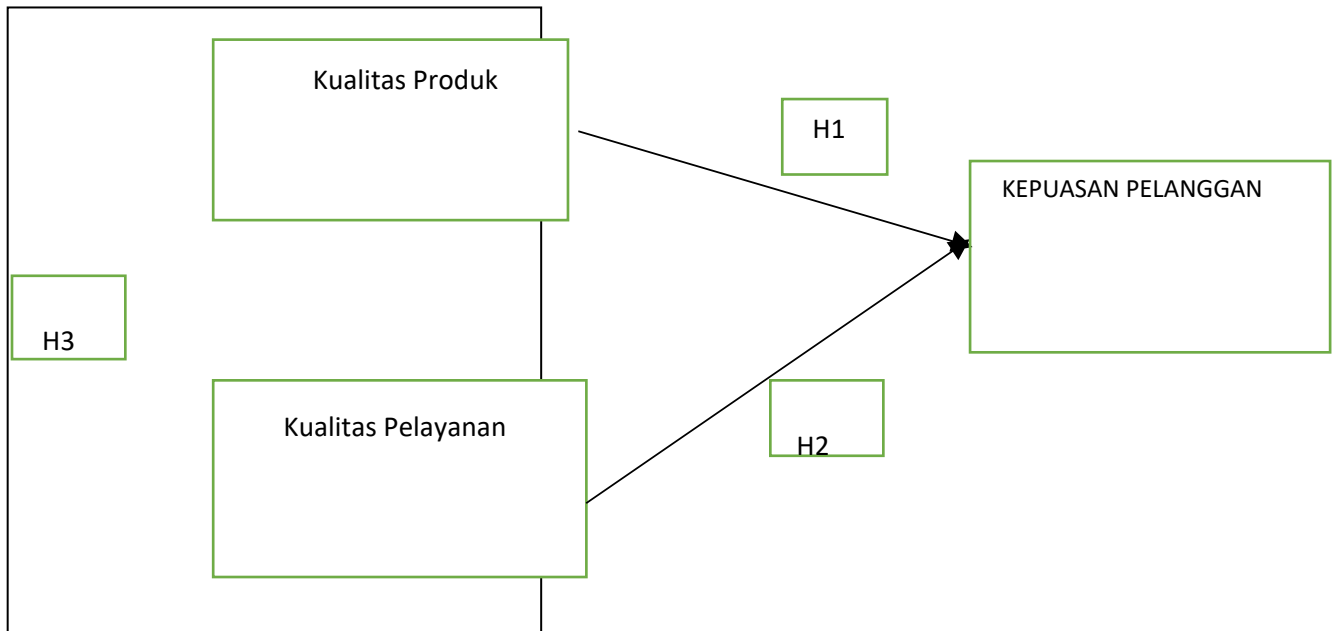 Kualitas Produk
H1
KEPUASAN PELANGGAN
H3
Kualitas Pelayanan
H2